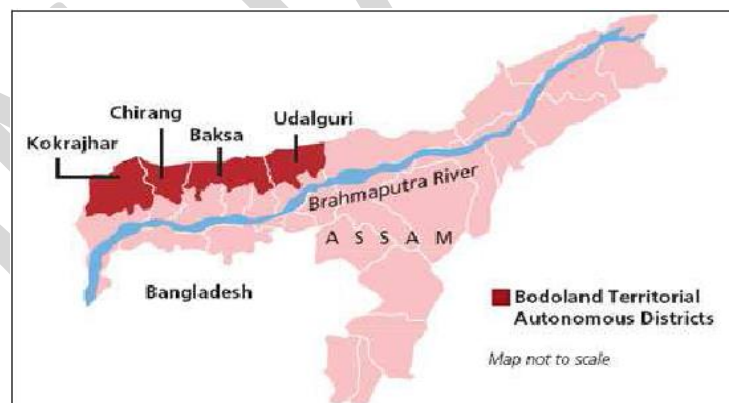 Chirang
Udalguri
Baksa
Kokrajhar
Brahmaputra River
A S S A M
Bangladesh
Bodoland Territorial
Autonomous Districts
Map not to scale